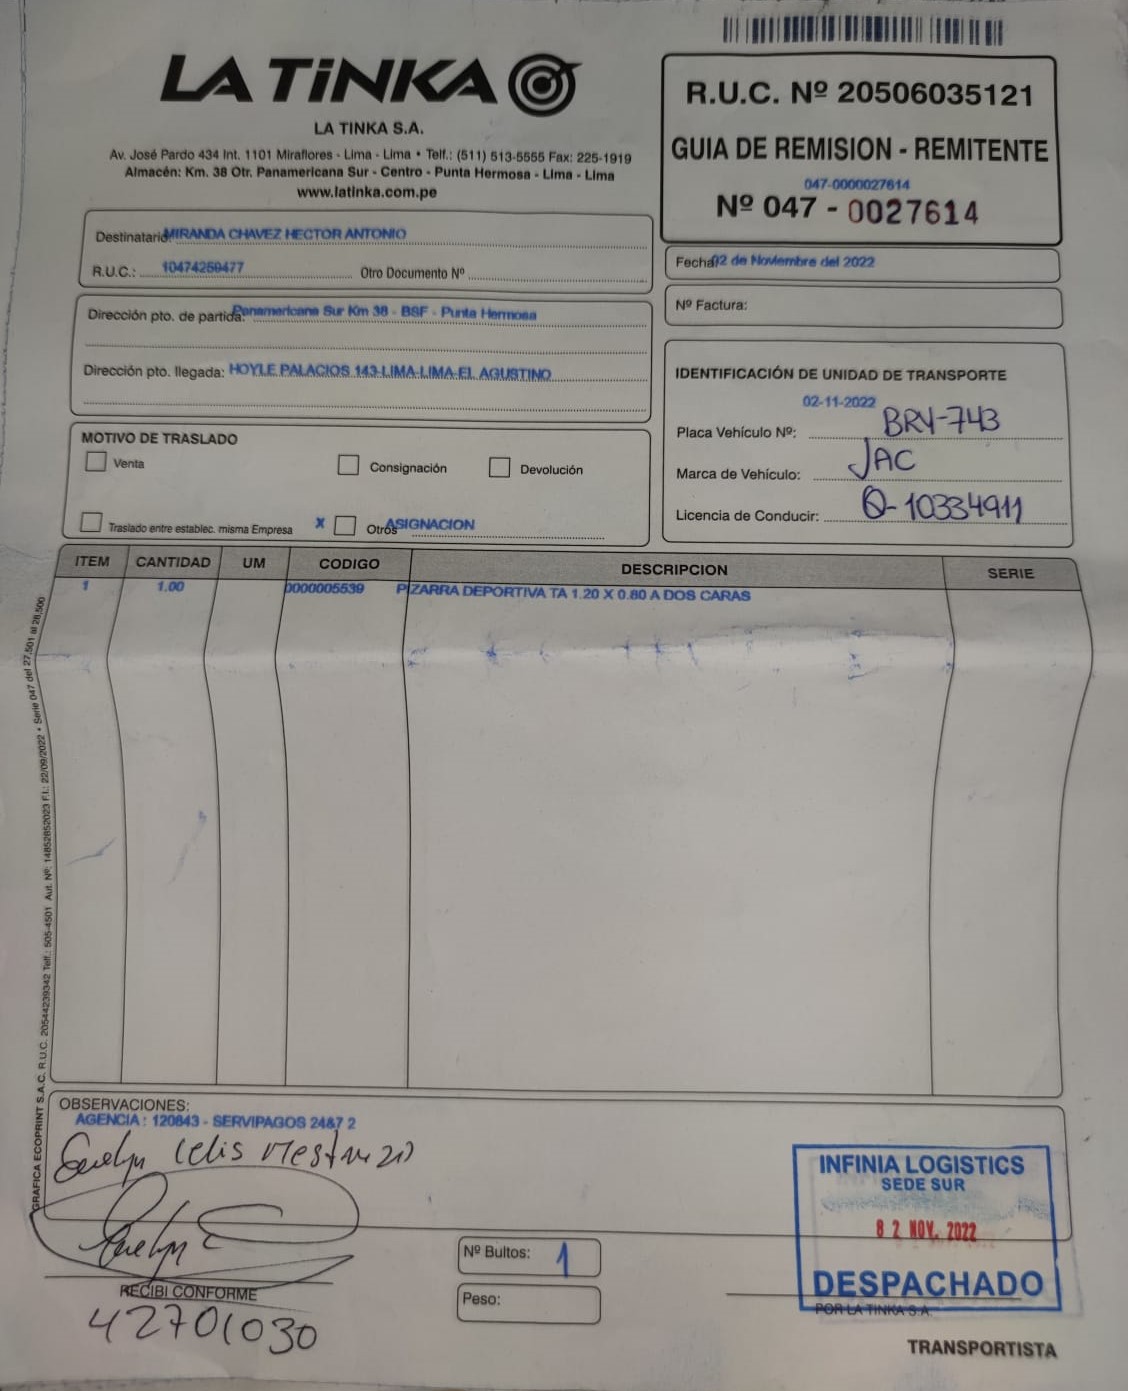 LA TiNKA
LA TINKA S.A.
Av. José Pardo 434 Int. 1101 Miraflores - Lima - Lima • Telf.: (511) 513-5555 Fax: 225-1919
Almacén: Km. 38 Otr. Panamericana Sur - Centro - Punta Hermosa - Lima - Lima
www.latinka.com.pe
R.U.C. Nº 20506035121
GUIA DE REMISION - REMITENTE
047-0000027614
Nº 047 - 0027614
Destinatario: MIRANDA CHAVEZ HECTOR ANTONIO
R.U.C.: 10474259477 Otro Documento Nº
Fecha: 02 de Noviembre del 2022
Nº Factura:
Dirección pto. de partida: Panamericana Sur Km 38 - BSF - Punta Hermosa
Dirección pto. llegada: HOYLE PALACIOS 143-LIMA-LIMA-EL AGUSTINO
IDENTIFICACIÓN DE UNIDAD DE TRANSPORTE
02-11-2022
Placa Vehículo Nº: BRY-743
Marca de Vehículo: JAC
Licencia de Conducir: Q-10334911
MOTIVO DE TRASLADO
Venta Consignación Devolución
Traslado entre establec. misma Empresa X Otros ASIGNACION
ITEM CANTIDAD UM CODIGO DESCRIPCION SERIE
1 1.00 0000005539 PIZARRA DEPORTIVA TA 1.20 X 0.80 A DOS CARAS
GRAFICA ECOPRINT S.A.C. R.U.C. 20544239342 Telf.: 505-4501 Aut. Nº: 14852852023 F.I.: 22/09/2022 • Serie 047 del 27,501 al 28,500
OBSERVACIONES:
AGENCIA : 120843 - SERVIPAGOS 24&7 2
Evelyn Celis
Evelyn C
RECIBI CONFORME
42701030
Nº Bultos: 1
Peso:
INFINIA LOGISTICS
SEDE SUR
02 NOV. 2022
DESPACHADO
POR LA TINKA S.A.
TRANSPORTISTA